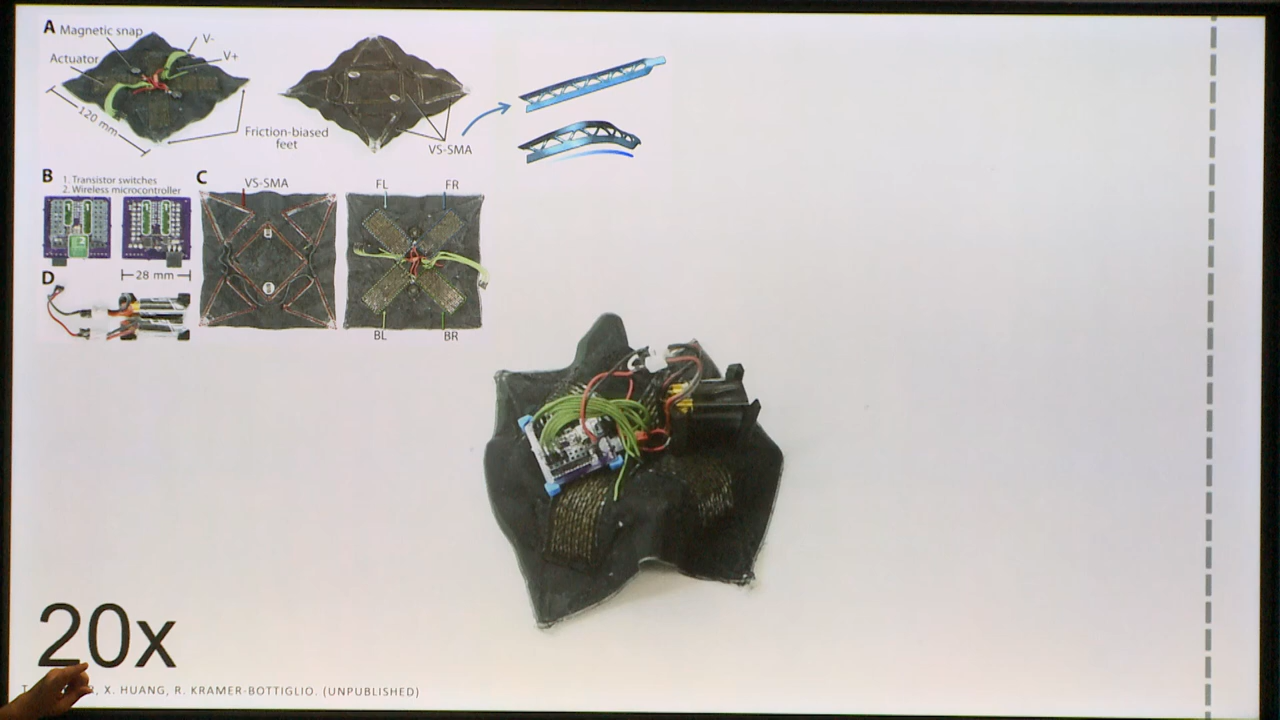 A Magnetic snap
V-
V+
Actuator
120 mm
Friction-biased
feet
VS-SMA
B 1. Transistor switches
2. Wireless microcontroller
C VS-SMA
FL FR
2
28 mm
D
BL BR
20x
X. HUANG, R. KRAMER-BOTTIGLIO. (UNPUBLISHED)